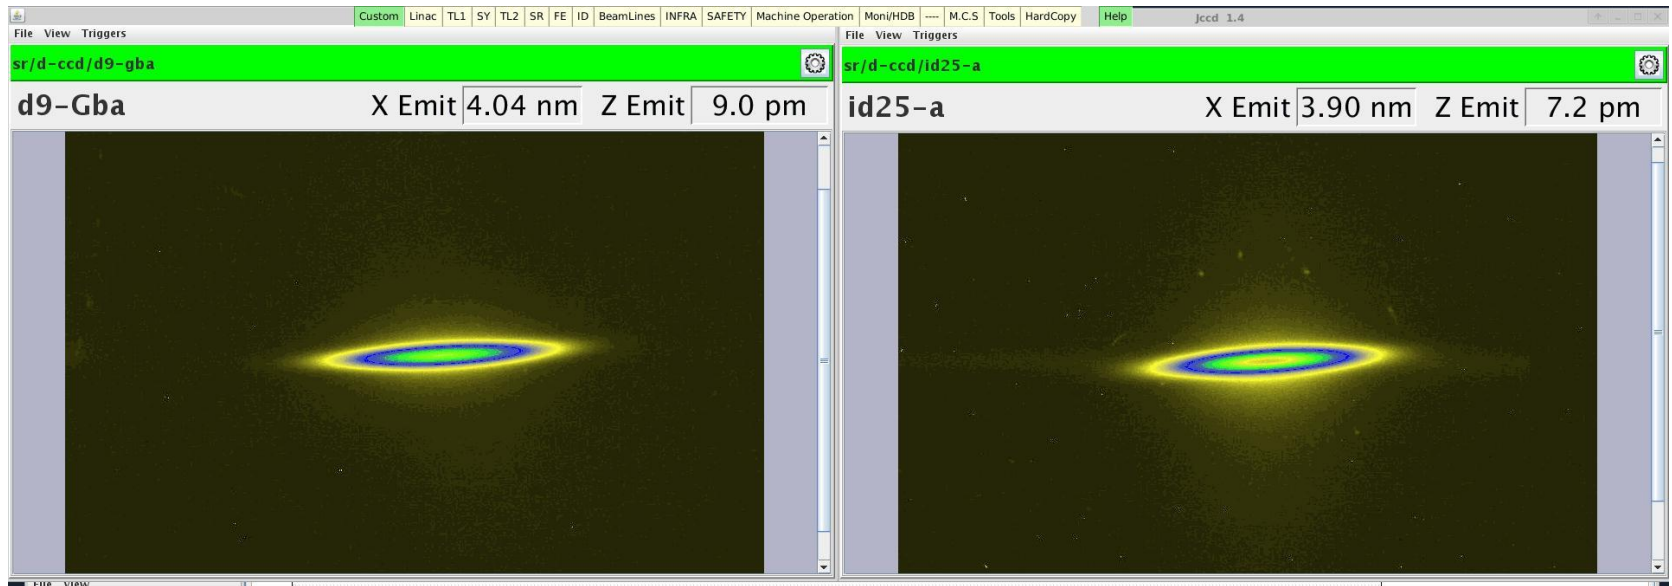 Custom Linac TL1 SY TL2 SR FE ID BeamLines INFRA SAFETY Machine Operation Moni/HDB ---- M.C.S Tools HardCopy Help Jccd 1.4
File View Triggers
sr/d-ccd/d9-gba
d9-Gba X Emit 4.04 nm Z Emit 9.0 pm
File View Triggers
sr/d-ccd/id25-a
id25-a X Emit 3.90 nm Z Emit 7.2 pm
File View